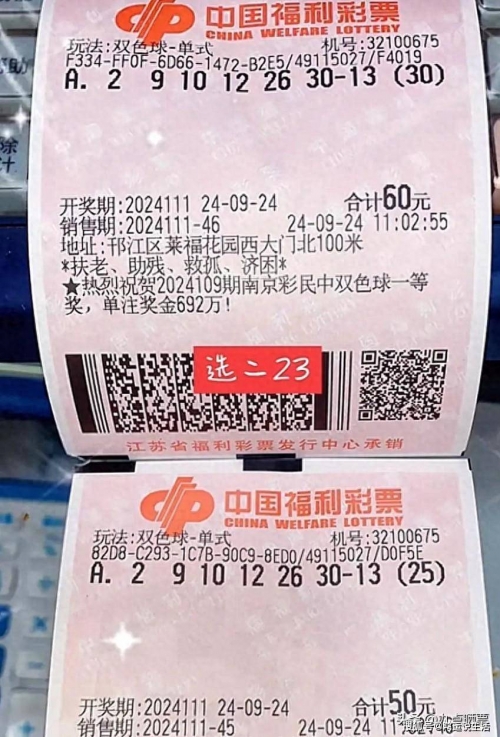 中国福利彩票
CHINA WELFARE LOTTERY
玩法:双色球-单式 机号:32100675
F334-FF0F-6D66-1472-B2E5/49115027/F4019
A. 2 9 10 12 26 30-13 (30)
开奖期:2024111 24-09-24 合计60元
销售期:2024111-46 24-09-24 11:02:55
地址:邗江区莱福花园西大门北100米
*扶老、助残、救孤、济困*
★热烈祝贺2024109期南京彩民中双色球一等
奖,单注奖金692万!
选二23
江苏省福利彩票发行中心承销
中国福利彩票
CHINA WELFARE LOTTERY
玩法:双色球-单式 机号:32100675
82D8-C293-1C7B-90C9-8ED0/49115027/D0F5E
A. 2 9 10 12 26 30-13 (25)
开奖期:2024111 24-09-24 合计50元
销售期:2024111-45 24-09-24 11